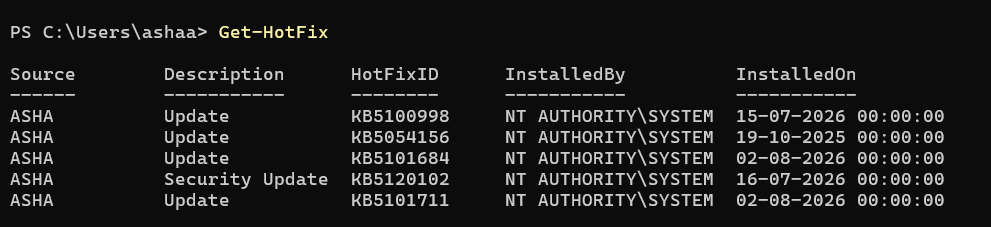 PS C:\Users\ashaa> Get-HotFix
Source        Description      HotFixID      InstalledBy          InstalledOn
------        -----------      --------      -----------          -----------
ASHA          Update           KB5100998     NT AUTHORITY\SYSTEM  15-07-2026 00:00:00
ASHA          Update           KB5054156     NT AUTHORITY\SYSTEM  19-10-2025 00:00:00
ASHA          Update           KB5101684     NT AUTHORITY\SYSTEM  02-08-2026 00:00:00
ASHA          Security Update  KB5120102     NT AUTHORITY\SYSTEM  16-07-2026 00:00:00
ASHA          Update           KB5101711     NT AUTHORITY\SYSTEM  02-08-2026 00:00:00